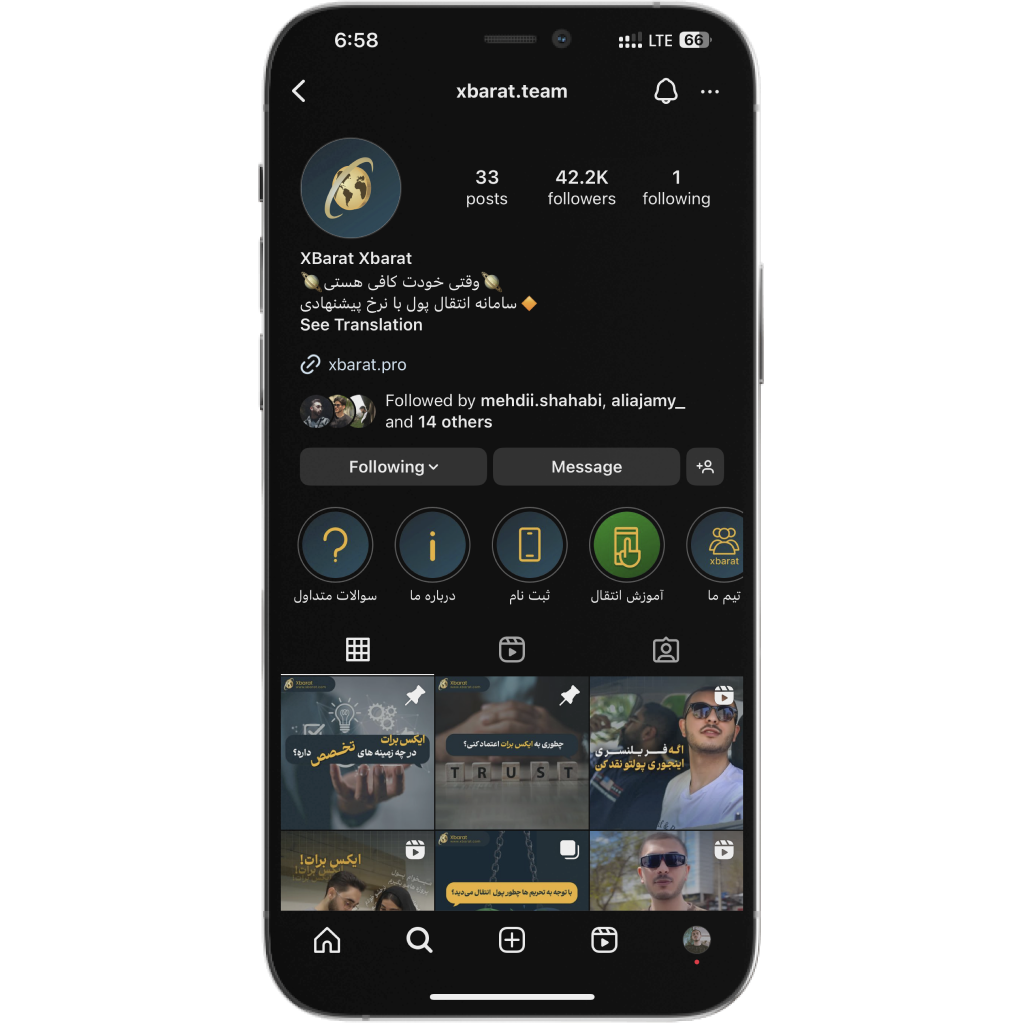 6:58
LTE 66
xbarat.team
33
posts
42.2K
followers
1
following
XBarat Xbarat
🪐وقتی خودت کافی هستی🪐
🔸 سامانه انتقال پول با نرخ پیشنهادی
See Translation
xbarat.pro
Followed by mehdii.shahabi, aliajamy_
and 14 others
Following
Message
xbarat
سوالات متداول
درباره ما
ثبت نام
آموزش انتقال
تیم ما
Xbarat
ایکس برات
در چه زمینه های تخصص داره؟
Xbarat
چطوری به ایکس برات اعتماد کنی؟
TRUST
اگه فریلنسری
اینجوری پولتو نقد کن
ایکس برات!
ایکس برات!
Xbarat
با توجه به تحریم ها چطور پول انتقال می‌دید؟